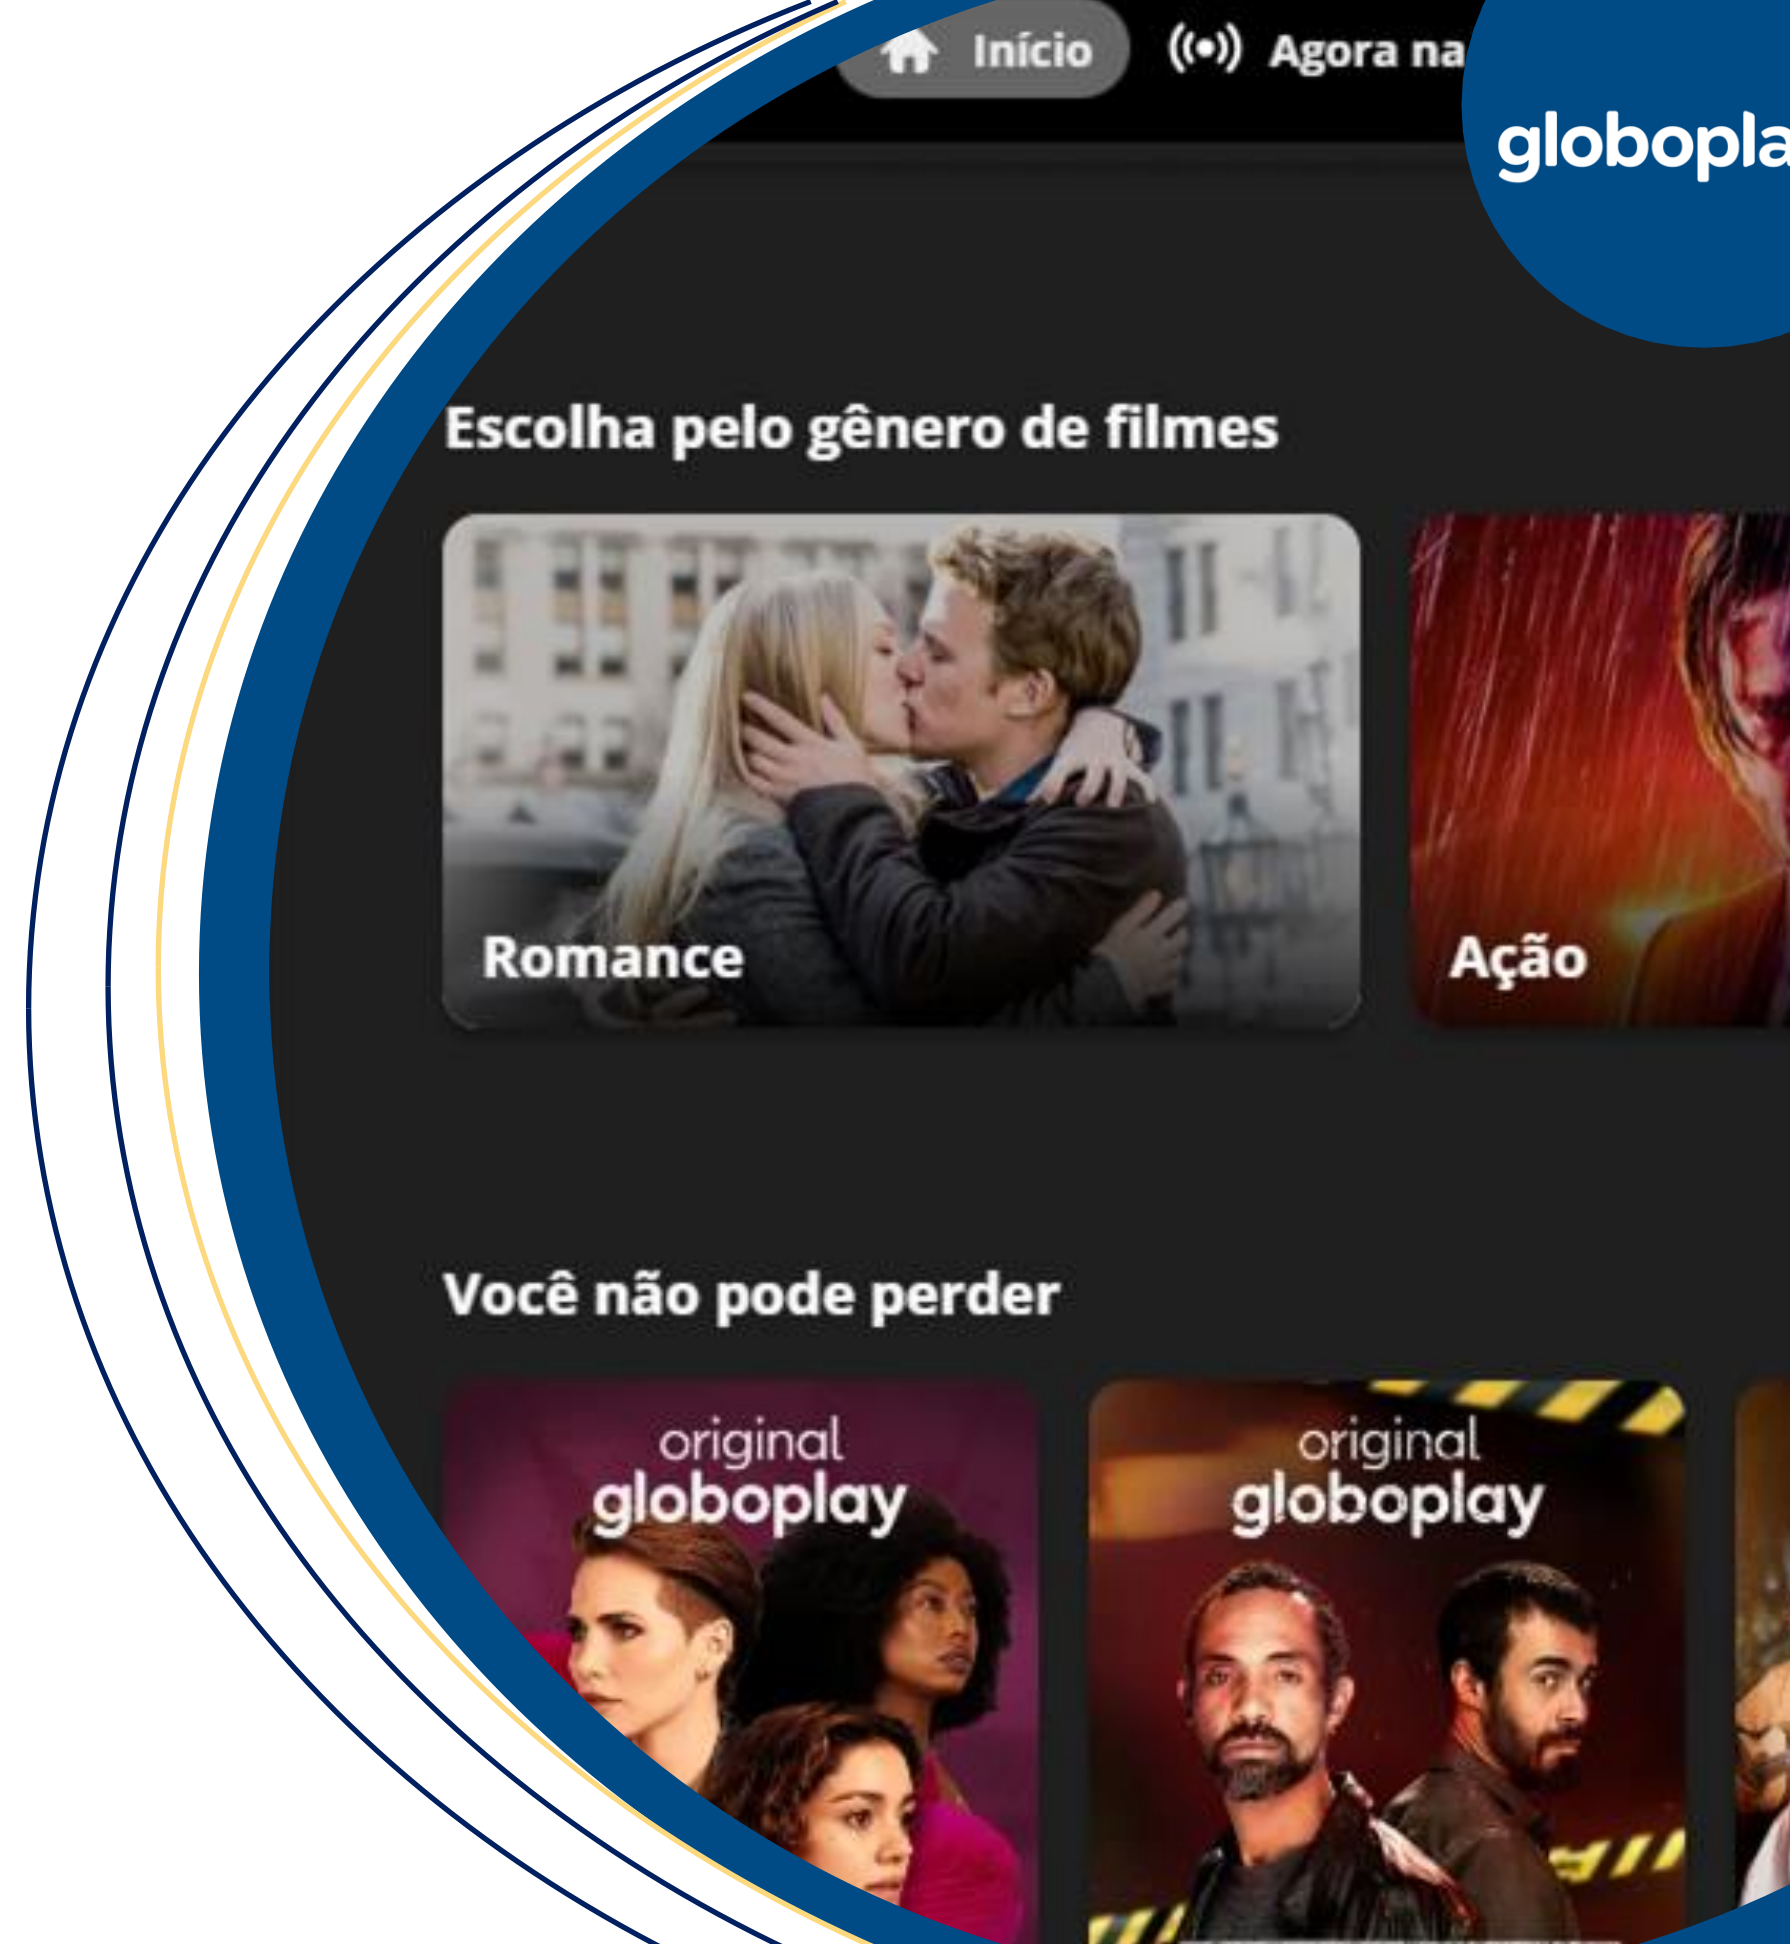 Início
Agora na
globopla
Escolha pelo gênero de filmes
Romance
Ação
Você não pode perder
original
globoplay
original
globoplay